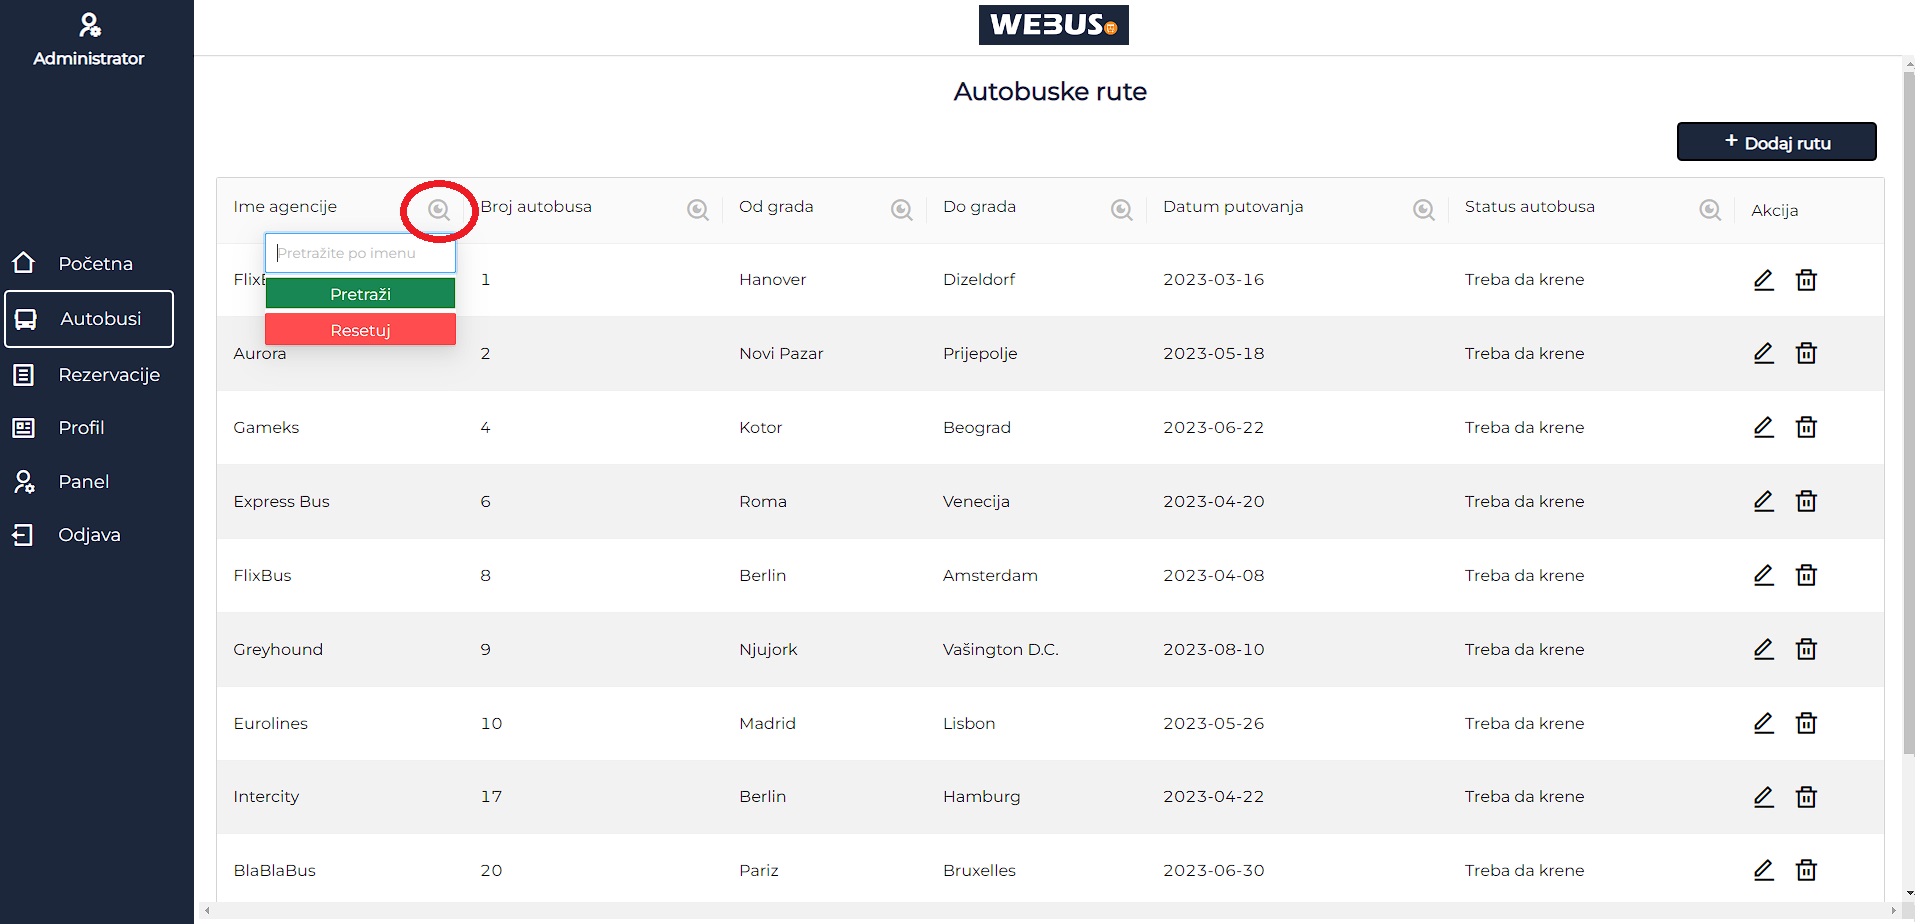 Administrator
WEBUS
Autobuske rute
+ Dodaj rutu
Početna
Autobusi
Rezervacije
Profil
Panel
Odjava
Ime agencije Broj autobusa Od grada Do grada Datum putovanja Status autobusa Akcija
Pretražite po imenu
Pretraži
Resetuj
1 Hanover Dizeldorf 2023-03-16 Treba da krene
Aurora 2 Novi Pazar Prijepolje 2023-05-18 Treba da krene
Gameks 4 Kotor Beograd 2023-06-22 Treba da krene
Express Bus 6 Roma Venecija 2023-04-20 Treba da krene
FlixBus 8 Berlin Amsterdam 2023-04-08 Treba da krene
Greyhound 9 Njujork Vašington D.C. 2023-08-10 Treba da krene
Eurolines 10 Madrid Lisbon 2023-05-26 Treba da krene
Intercity 17 Berlin Hamburg 2023-04-22 Treba da krene
BlaBlaBus 20 Pariz Bruxelles 2023-06-30 Treba da krene